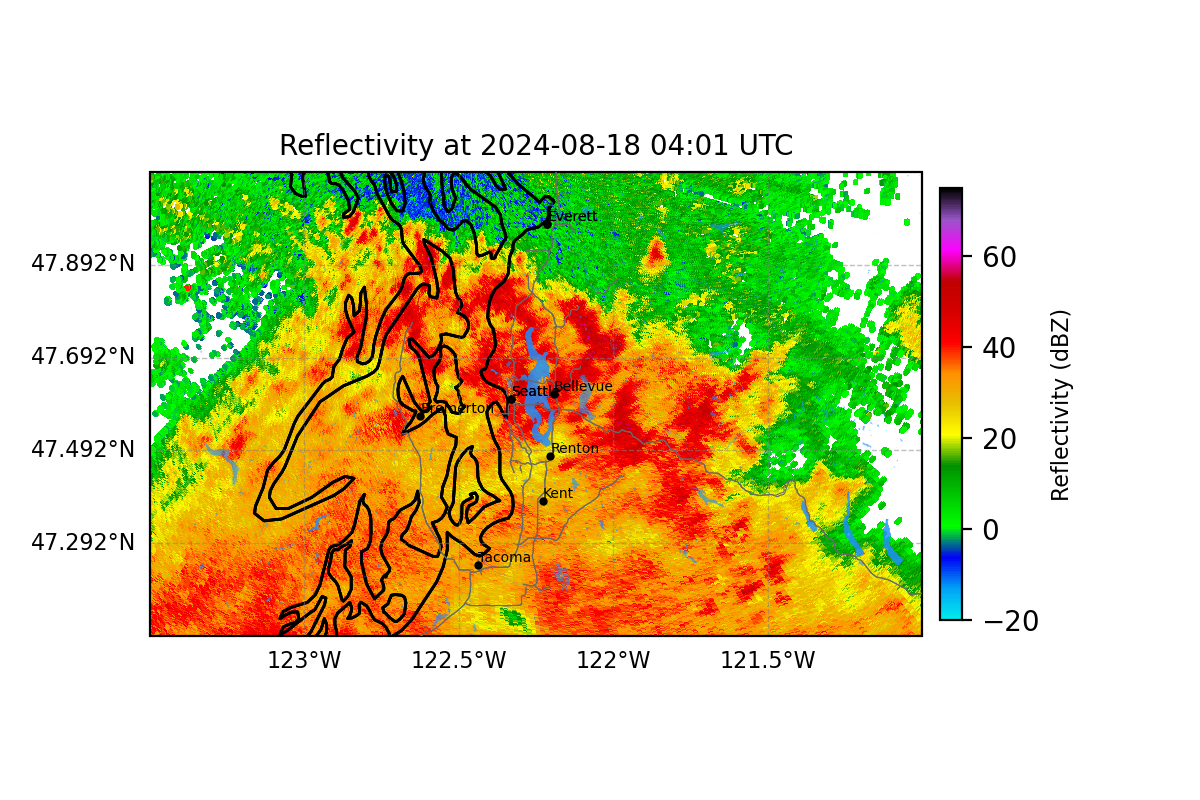 Reflectivity at 2024-08-18 04:01 UTC
Everett
47.892°N
60
40
47.692°N
Seattle
Bellevue
Bremerton
Reflectivity (dBZ)
20
47.492°N
Renton
Kent
0
47.292°N
Tacoma
−20
123°W
122.5°W
122°W
121.5°W